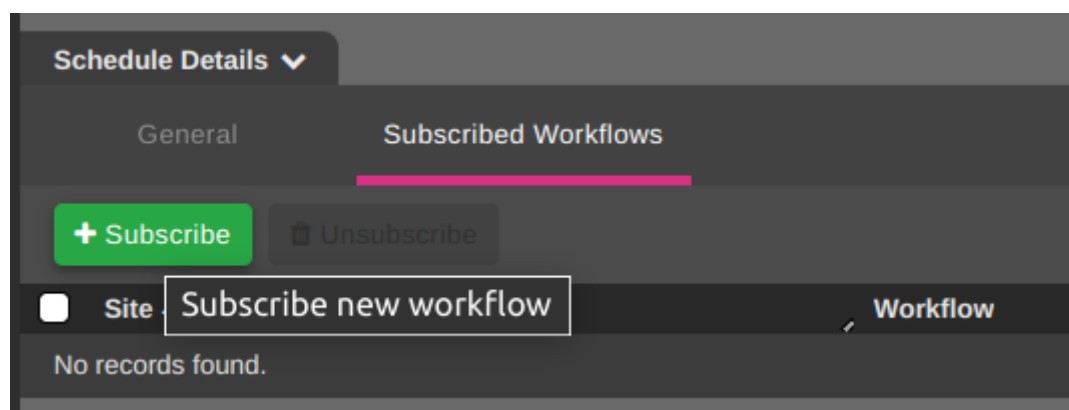 Schedule Details
General Subscribed Workflows
+ Subscribe Unsubscribe
Site Subscribe new workflow Workflow
No records found.